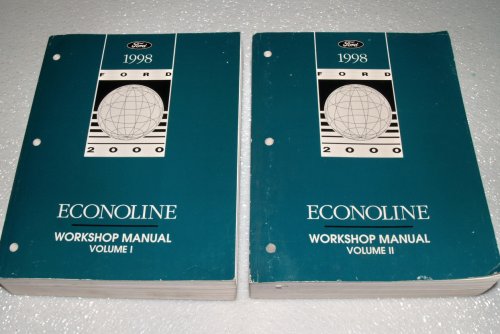 Ford
1998
FORD
2000
ECONOLINE
WORKSHOP MANUAL
VOLUME I
Ford
1998
FORD
2000
ECONOLINE
WORKSHOP MANUAL
VOLUME II